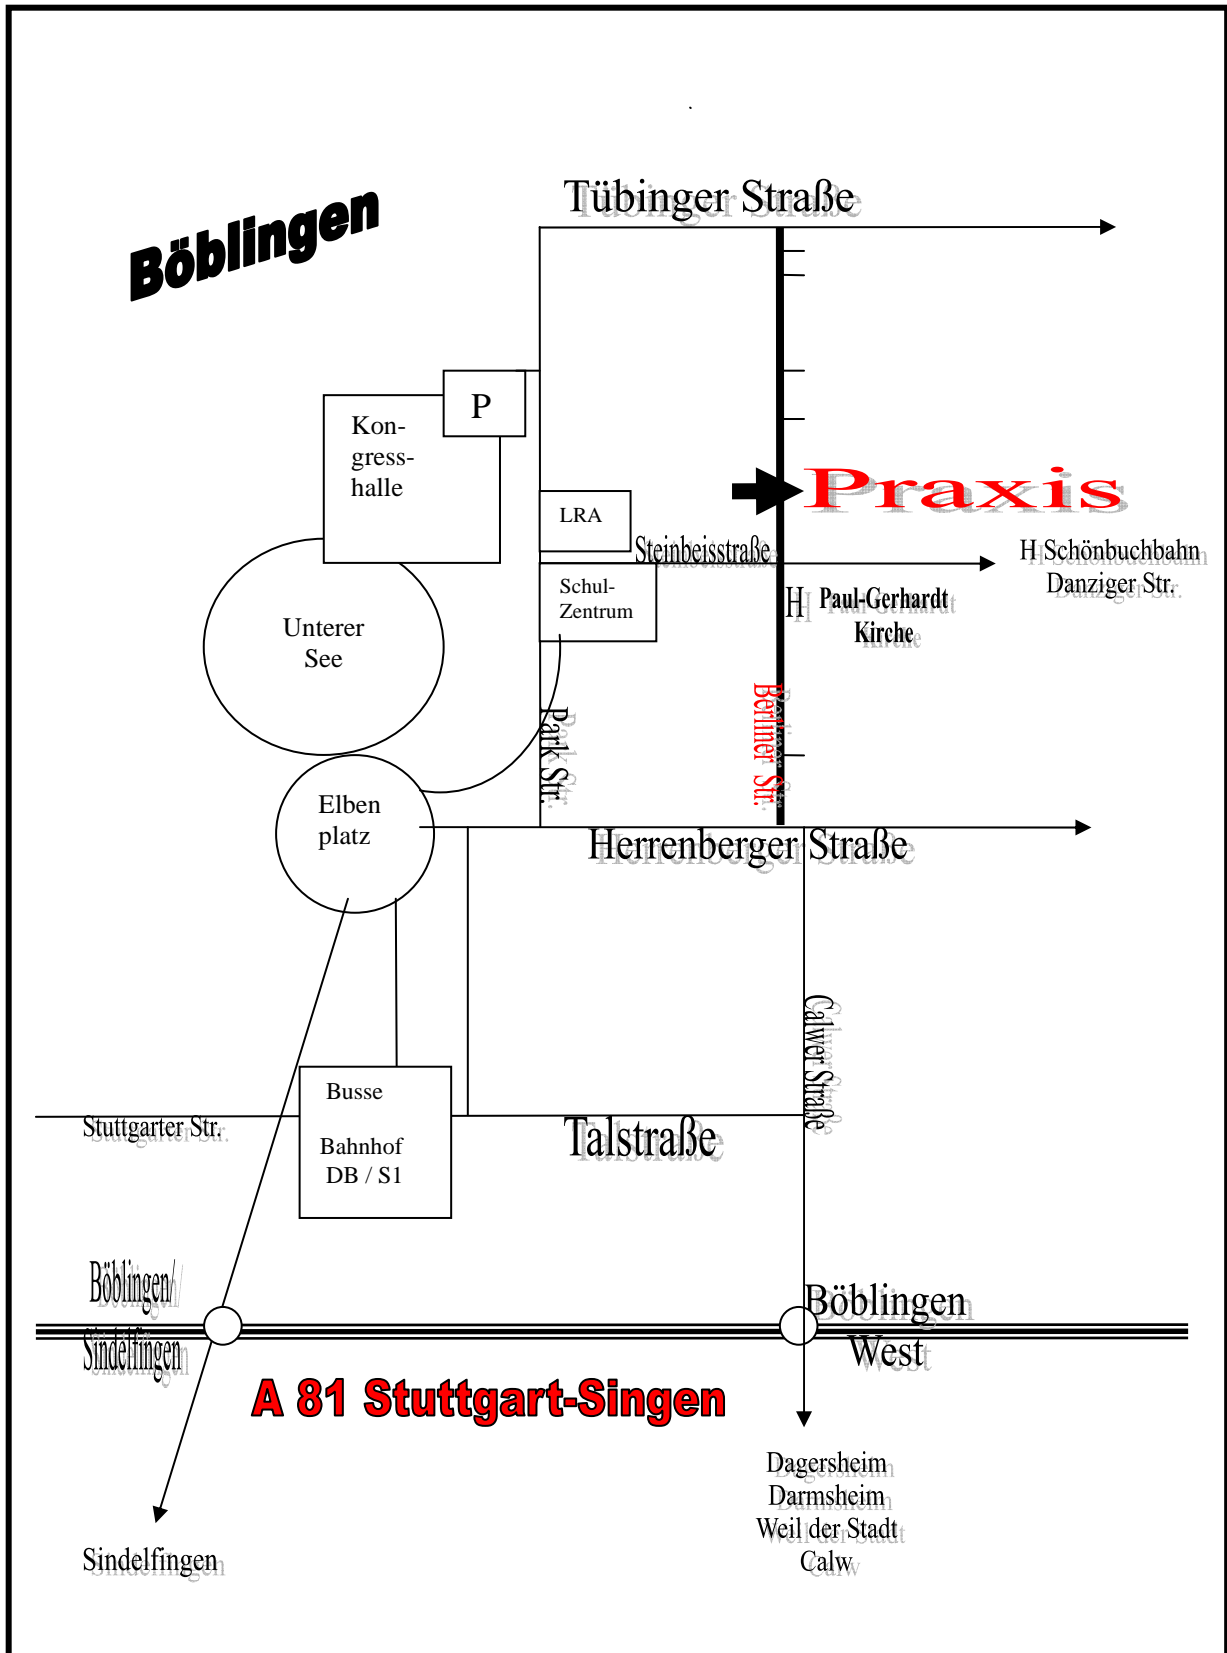 Böblingen
Tübinger Straße
P
Kon-
gress-
halle
Praxis
LRA
Steinbeisstraße
H Schönbuchbahn
Danziger Str.
Schul-
Zentrum
H
Paul-Gerhardt
Kirche
Unterer
See
Park Str.
Berliner Str.
Elben
platz
Herrenberger Straße
Calwer Straße
Busse
Bahnhof
DB / S1
Stuttgarter Str.
Talstraße
Böblingen/
Sindelfingen
Böblingen
West
A 81 Stuttgart-Singen
Dagersheim
Darmsheim
Weil der Stadt
Calw
Sindelfingen